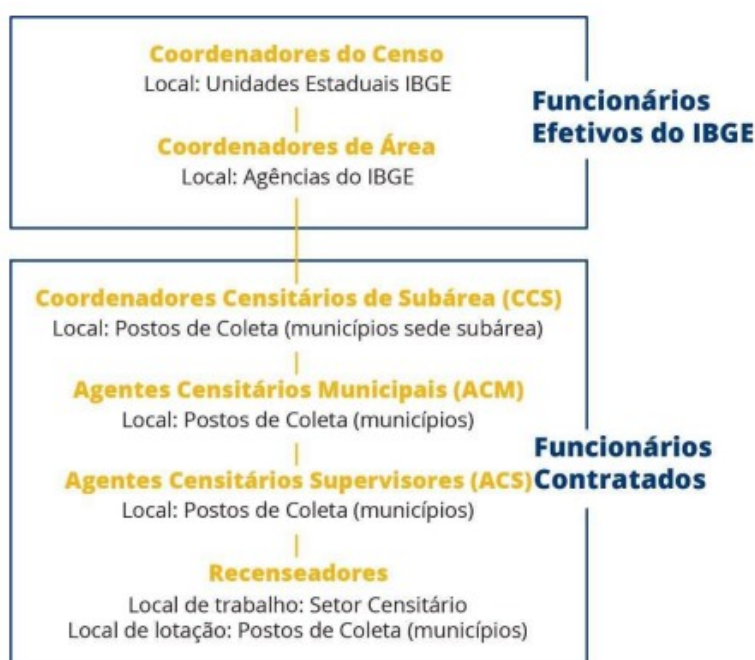 Coordenadores do Censo
Local: Unidades Estaduais IBGE
Coordenadores de Área
Local: Agências do IBGE
Funcionários
Efetivos do IBGE
Coordenadores Censitários de Subárea (CCS)
Local: Postos de Coleta (municípios sede subárea)
Agentes Censitários Municipais (ACM)
Local: Postos de Coleta (municípios)
Agentes Censitários Supervisores (ACS)
Local: Postos de Coleta (municípios)
Recenseadores
Local de trabalho: Setor Censitário
Local de lotação: Postos de Coleta (municípios)
Funcionários
Contratados